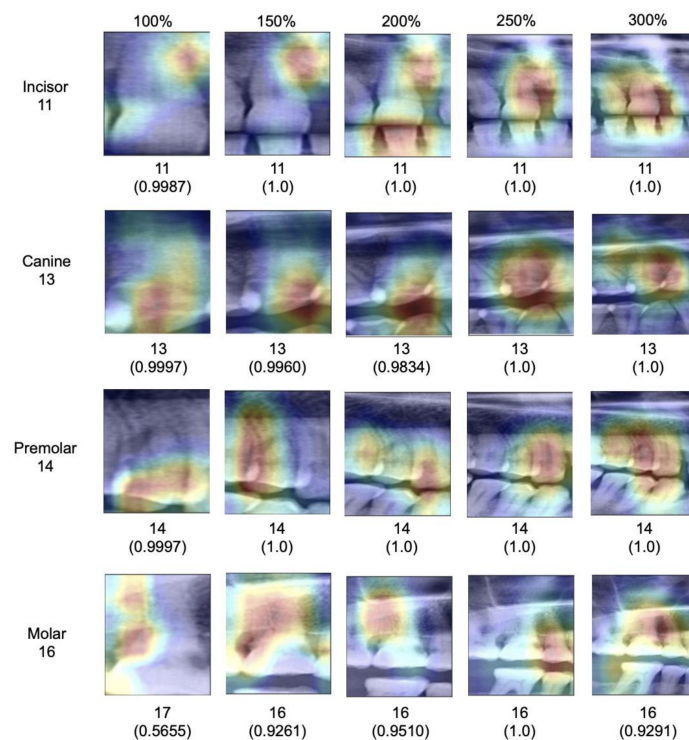 100% 150% 200% 250% 300%
Incisor
11
11 11 11 11 11
(0.9987) (1.0) (1.0) (1.0) (1.0)
Canine
13
13 13 13 13 13
(0.9997) (0.9960) (0.9834) (1.0) (1.0)
Premolar
14
14 14 14 14 14
(0.9997) (1.0) (1.0) (1.0) (1.0)
Molar
16
17 16 16 16 16
(0.5655) (0.9261) (0.9510) (1.0) (0.9291)